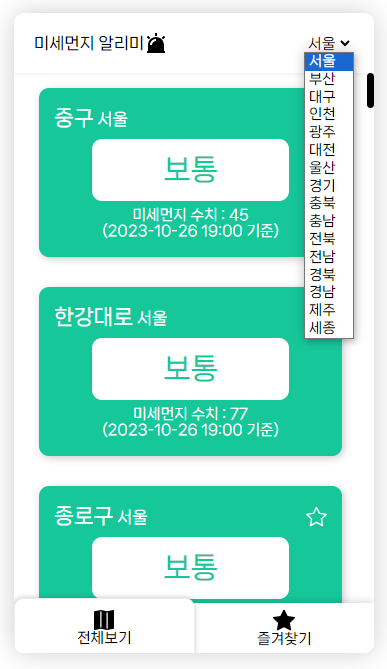 미세먼지 알리미
서울
서울
부산
대구
인천
광주
대전
울산
경기
충북
충남
전북
전남
경북
경남
제주
세종
중구 서울
보통
미세먼지 수치 : 45
(2023-10-26 19:00 기준)
한강대로 서울
보통
미세먼지 수치 : 77
(2023-10-26 19:00 기준)
종로구 서울
보통
전체보기
즐겨찾기